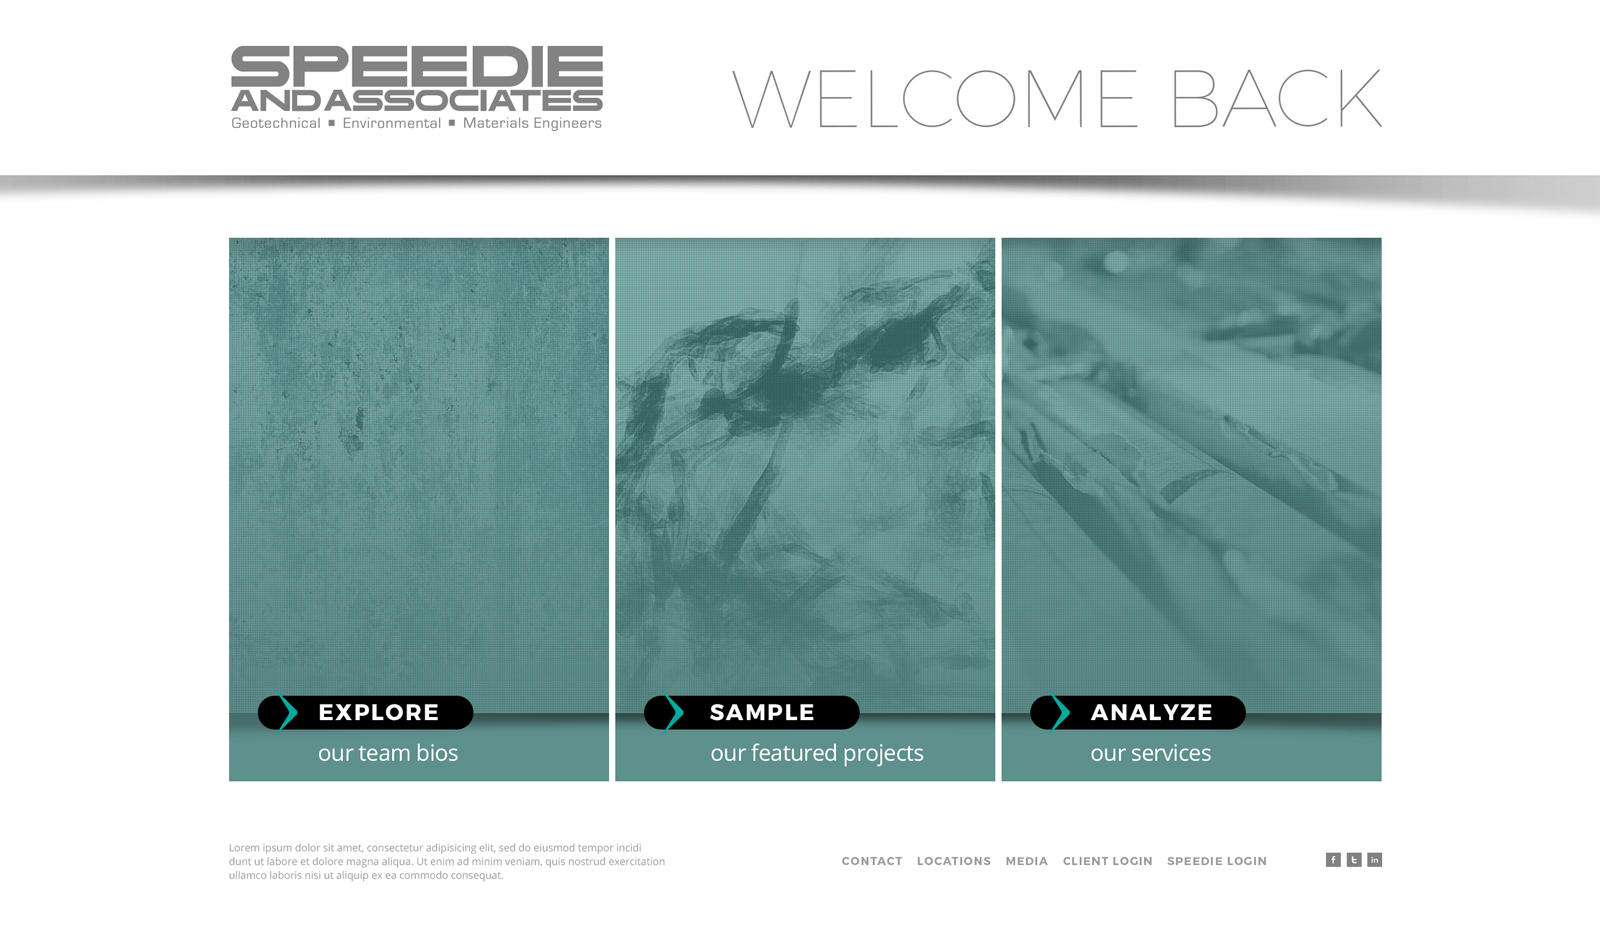 SPEEDIE
AND ASSOCIATES
Geotechnical ■ Environmental ■ Materials Engineers
WELCOME BACK
EXPLORE
our team bios
SAMPLE
our featured projects
ANALYZE
our services
Lorem ipsum dolor sit amet, consectetur adipisicing elit, sed do eiusmod tempor incidi
dunt ut labore et dolore magna aliqua. Ut enim ad minim veniam, quis nostrud exercitation
ullamco laboris nisi ut aliquip ex ea commodo consequat.
CONTACT LOCATIONS MEDIA CLIENT LOGIN SPEEDIE LOGIN
f t in